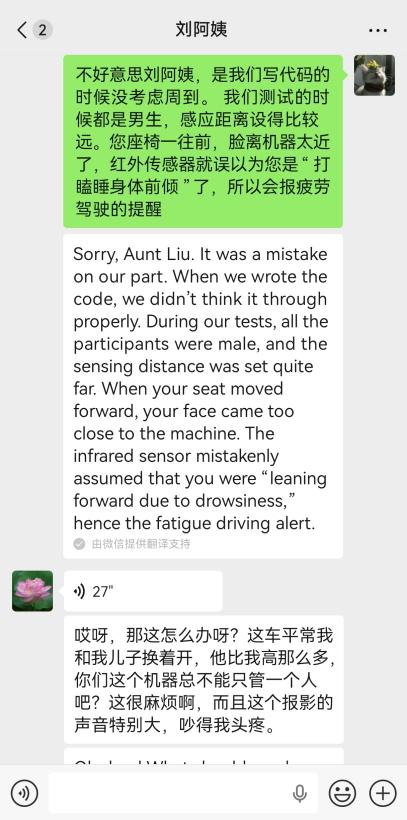 2
刘阿姨
不好意思刘阿姨，是我们写代码的
时候没考虑周到。 我们测试的时
候都是男生，感应距离设得比较
远。您座椅一往前，脸离机器太近
了，红外传感器就误以为您是“ 打
瞌睡身体前倾 ”了，所以会报疲劳
驾驶的提醒
Sorry, Aunt Liu. It was a mistake
on our part. When we wrote the
code, we didn’t think it through
properly. During our tests, all the
participants were male, and the
sensing distance was set quite
far. When your seat moved
forward, your face came too
close to the machine. The
infrared sensor mistakenly
assumed that you were “leaning
forward due to drowsiness,”
hence the fatigue driving alert.
由微信提供翻译支持
27"
哎呀，那这怎么办呀？这车平常我
和我儿子换着开，他比我高那么多，
你们这个机器总不能只管一个人
吧？这很麻烦啊，而且这个报影的
声音特别大，吵得我头疼。